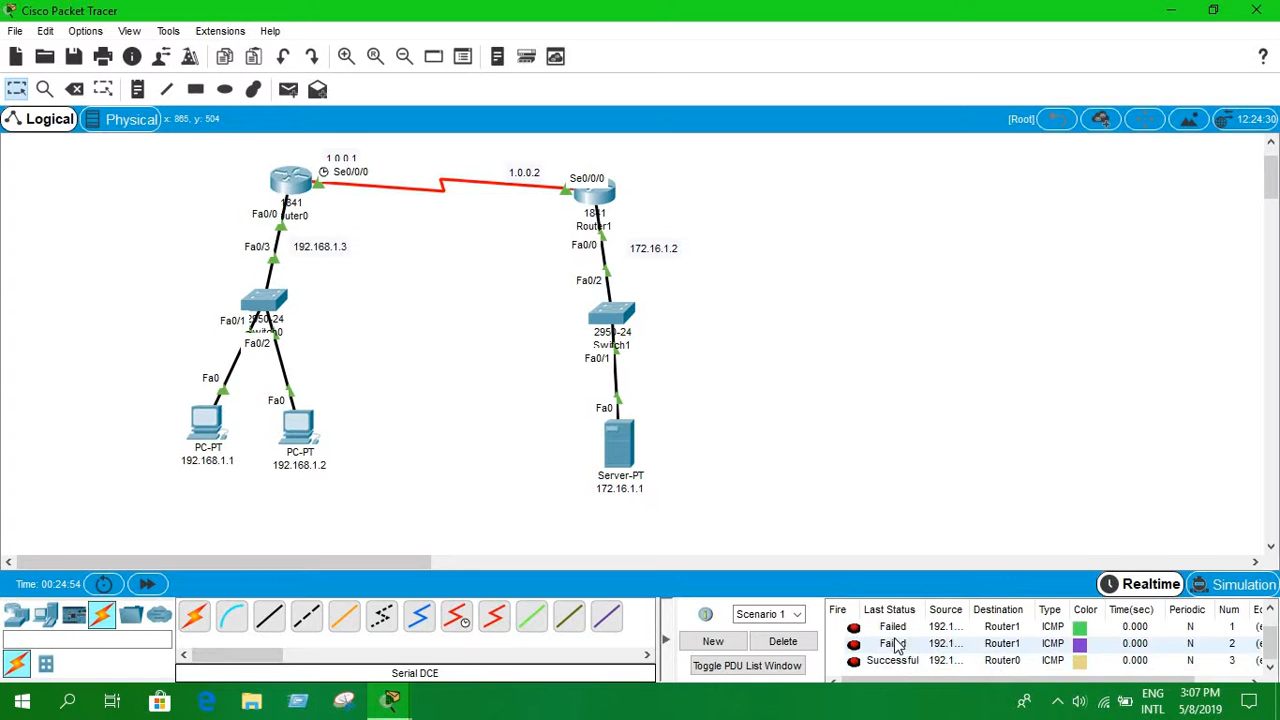 Cisco Packet Tracer
File Edit Options View Tools Extensions Help
Logical Physical x: 865, y: 504 [Root] 12:24:30
1.0.0.1
Se0/0/0
1.0.0.2
Se0/0/0
1841
Fa0/0
1841
Router1
Fa0/3 192.168.1.3
Fa0/0 172.16.1.2
Fa0/2
Fa0/1
2950-24
Switch1
Fa0/2
Fa0/1
Fa0
Fa0
Fa0
PC-PT
192.168.1.1
PC-PT
192.168.1.2
Server-PT
172.16.1.1
Time: 00:24:54 Realtime Simulation
Scenario 1
New Delete
Toggle PDU List Window
Serial DCE
Fire Last Status Source Destination Type Color Time(sec) Periodic Num
Failed 192.1... Router1 ICMP 0.000 N 1
192.1... Router1 ICMP 0.000 N 2
Successful 192.1... Router0 ICMP 0.000 N 3
ENG
INTL
3:07 PM
5/8/2019